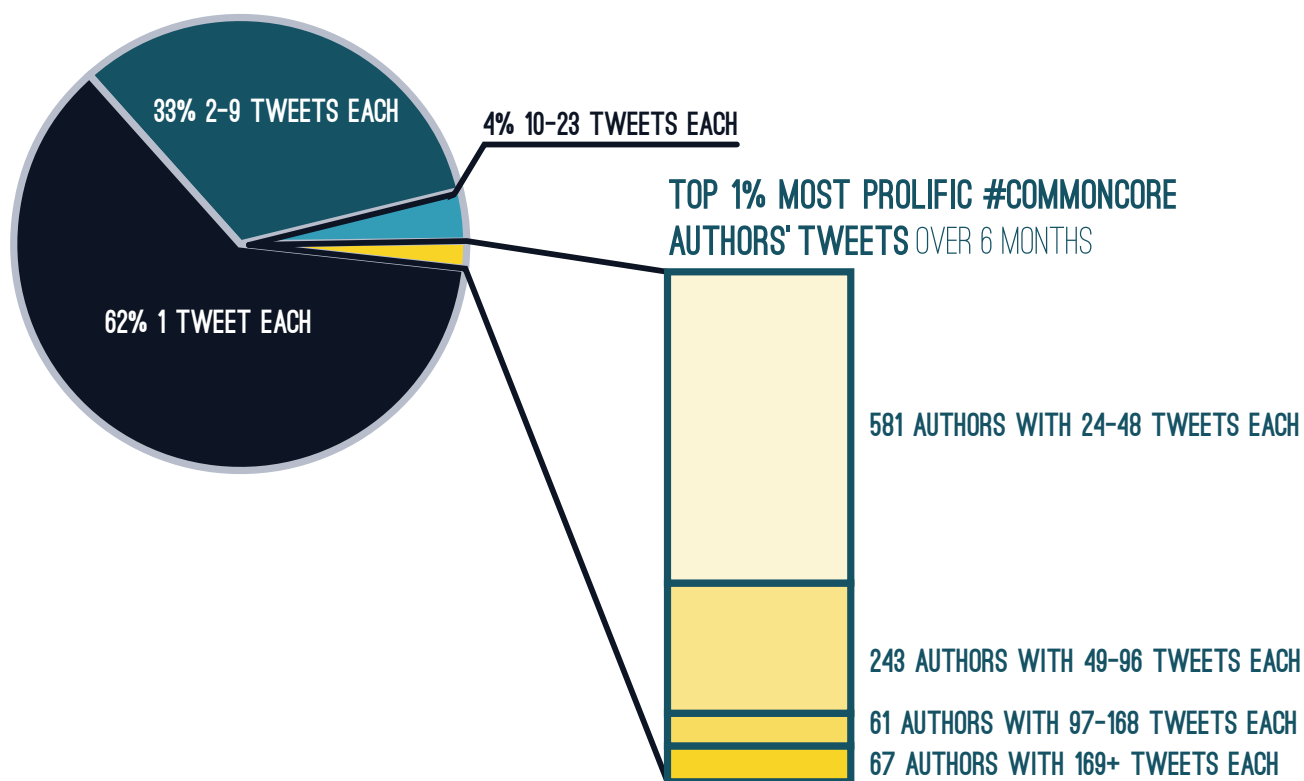 33% 2-9 TWEETS EACH
4% 10-23 TWEETS EACH
62% 1 TWEET EACH
TOP 1% MOST PROLIFIC #COMMONCORE
AUTHORS' TWEETS OVER 6 MONTHS
581 AUTHORS WITH 24-48 TWEETS EACH
243 AUTHORS WITH 49-96 TWEETS EACH
61 AUTHORS WITH 97-168 TWEETS EACH
67 AUTHORS WITH 169+ TWEETS EACH